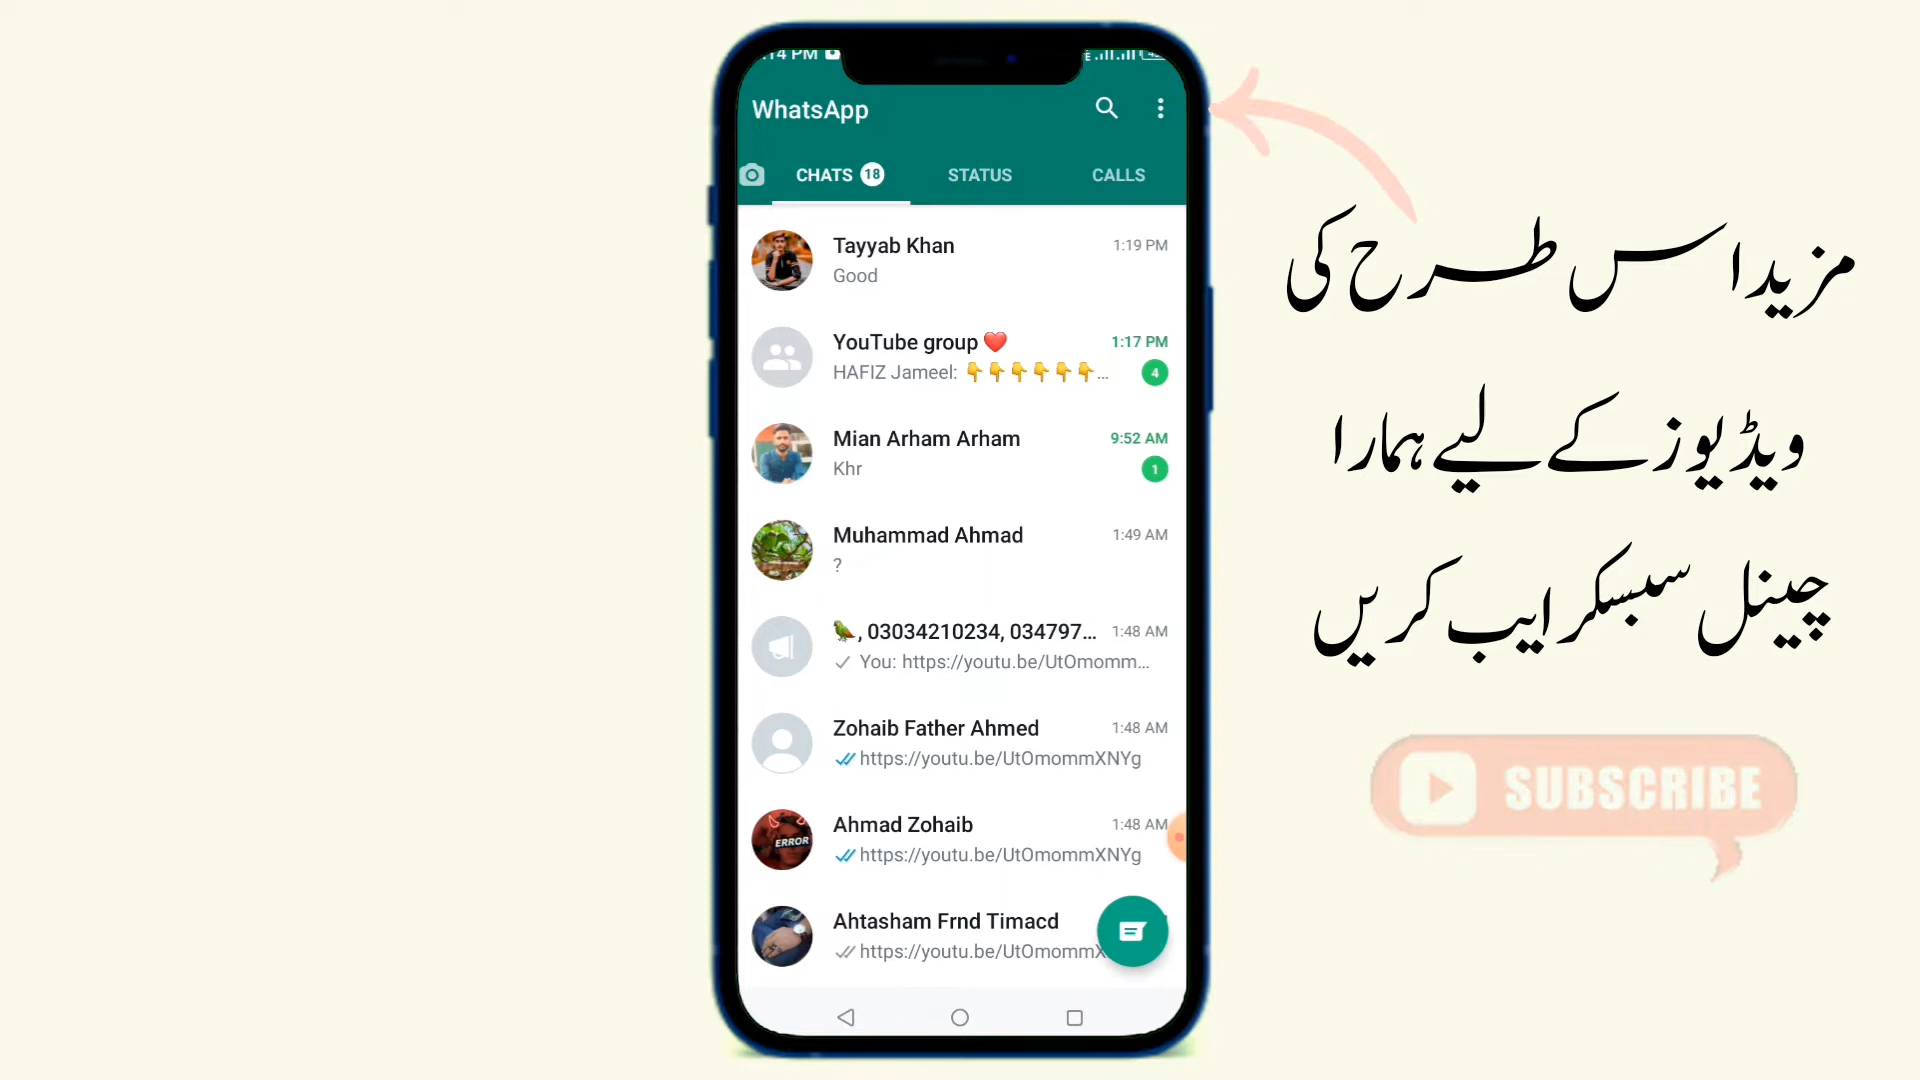 14 PM
WhatsApp
CHATS 18 STATUS CALLS
Tayyab Khan 1:19 PM
Good
YouTube group ❤️ 1:17 PM
HAFIZ Jameel: 👇👇👇👇👇👇... 4
Mian Arham Arham 9:52 AM
Khr 1
Muhammad Ahmad 1:49 AM
?
🦜, 03034210234, 034797... 1:48 AM
You: https://youtu.be/UtOmomm...
Zohaib Father Ahmed 1:48 AM
https://youtu.be/UtOmommXNYg
Ahmad Zohaib 1:48 AM
ERROR
https://youtu.be/UtOmommXNYg
Ahtasham Frnd Timacd
https://youtu.be/UtOmommX
مزید اس طرح کی
ویڈیوز کے لیے ہمارا
چینل سبسکرایب کریں
SUBSCRIBE